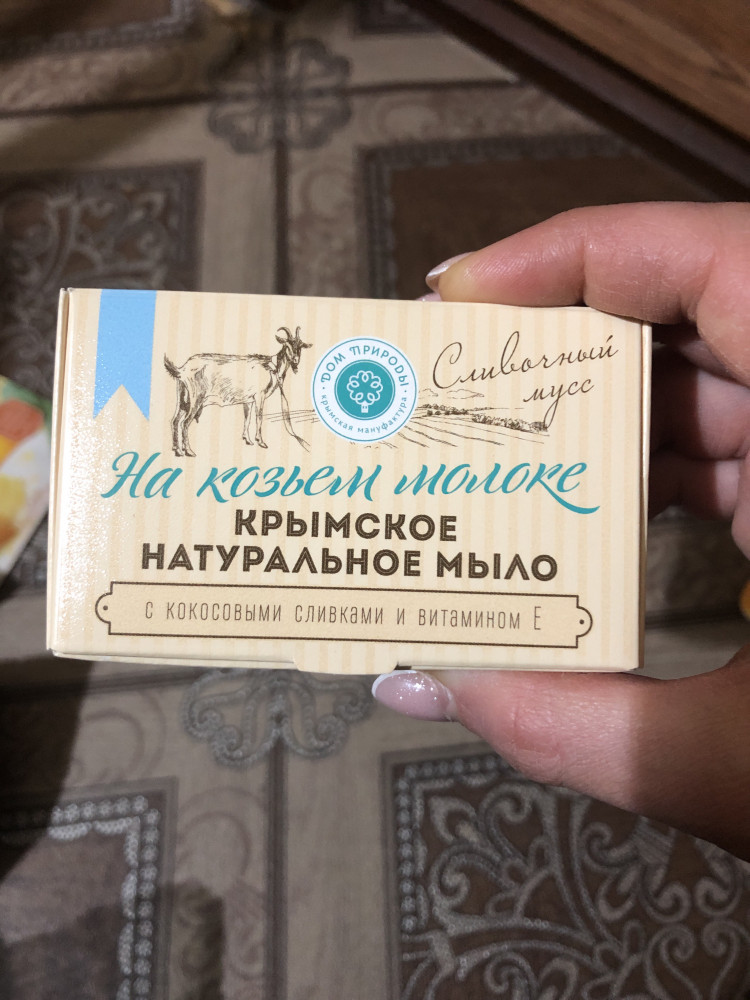 ДОМ ПРИРОДЫ
крымская мануфактура
Сливочный
мусс
На козьем молоке
КРЫМСКОЕ
НАТУРАЛЬНОЕ МЫЛО
С КОКОСОВЫМИ СЛИВКАМИ И ВИТАМИНОМ Е